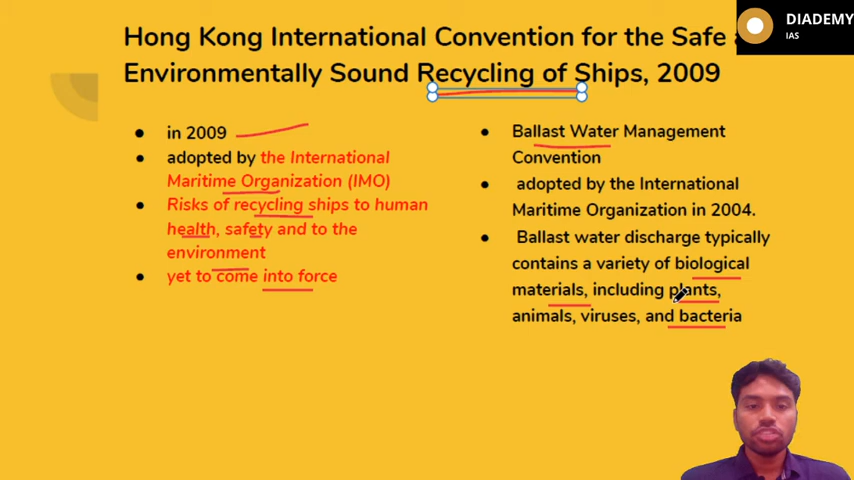 Hong Kong International Convention for the Safe
Environmentally Sound Recycling of Ships, 2009
DIADEMY
IAS
● in 2009
● adopted by the International
Maritime Organization (IMO)
● Risks of recycling ships to human
health, safety and to the
environment
● yet to come into force
● Ballast Water Management
Convention
● adopted by the International
Maritime Organization in 2004.
● Ballast water discharge typically
contains a variety of biological
materials, including plants,
animals, viruses, and bacteria